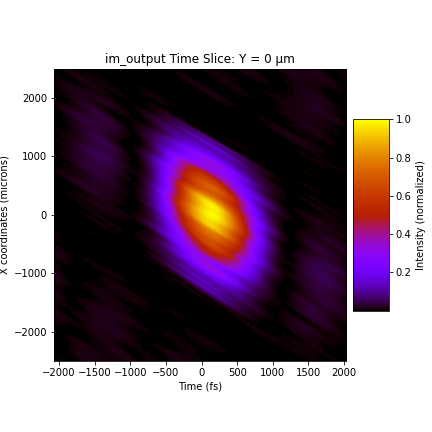 im_output Time Slice: Y = 0 μm
X coordinates (microns)
2000
1000
0
−1000
−2000
−2000 −1500 −1000 −500 0 500 1000 1500 2000
Time (fs)
1.0
0.8
0.6
0.4
0.2
Intensity (normalized)